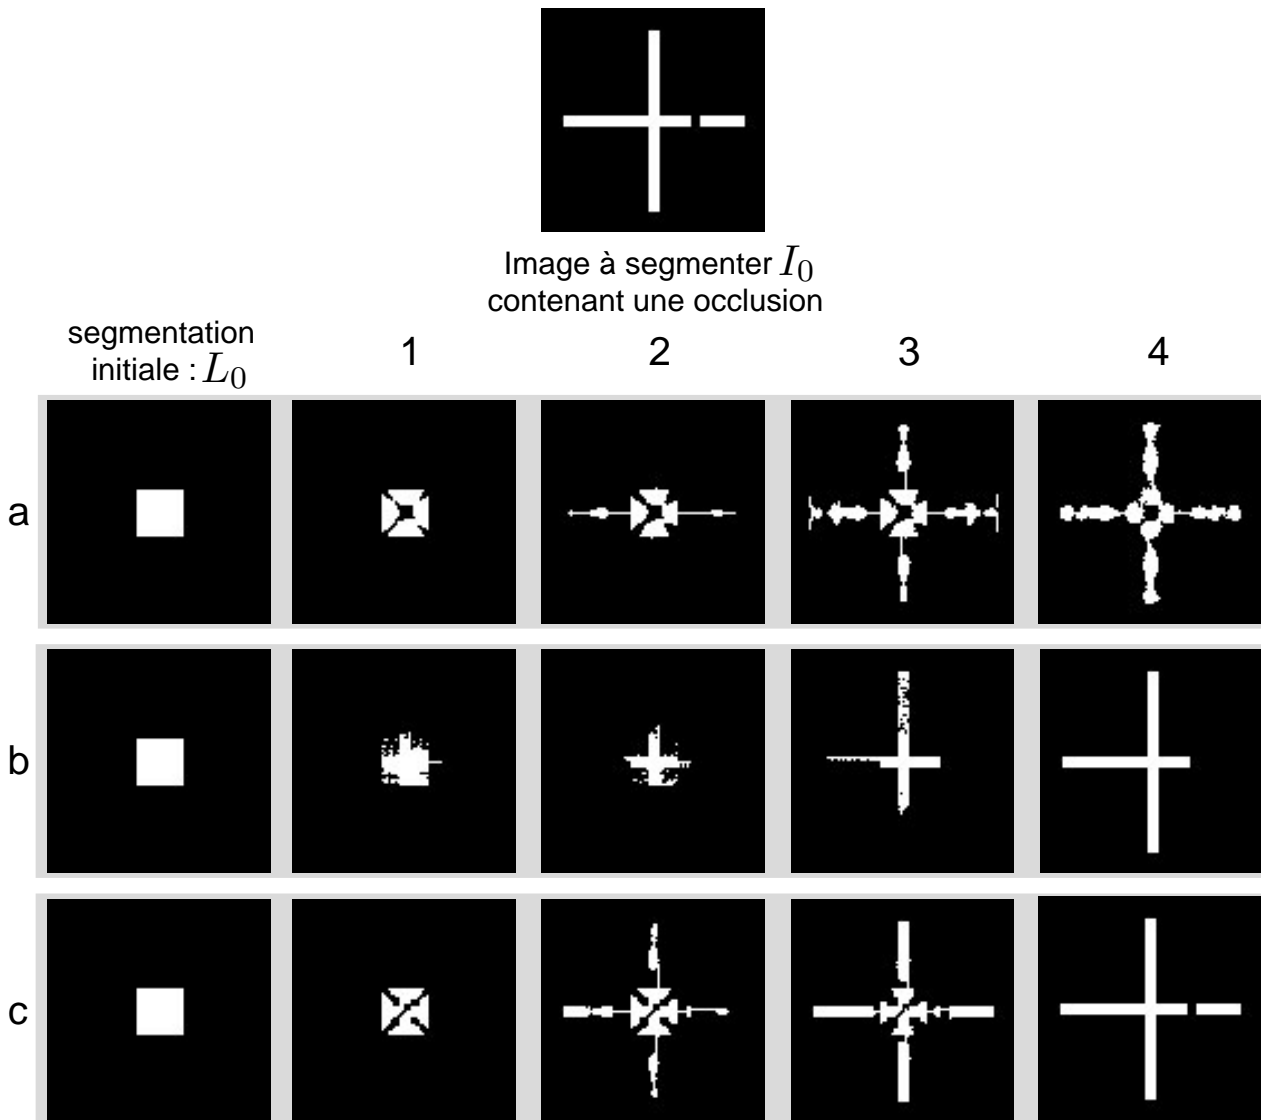 Image à segmenter I₀
contenant une occlusion
segmentation
initiale : L₀
1
2
3
4
a
b
c